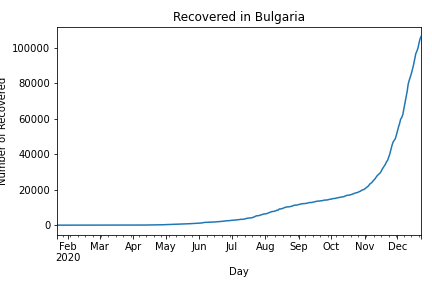 Recovered in Bulgaria
Number of Recovered
100000
80000
60000
40000
20000
0
Feb Mar Apr May Jun Jul Aug Sep Oct Nov Dec
2020
Day